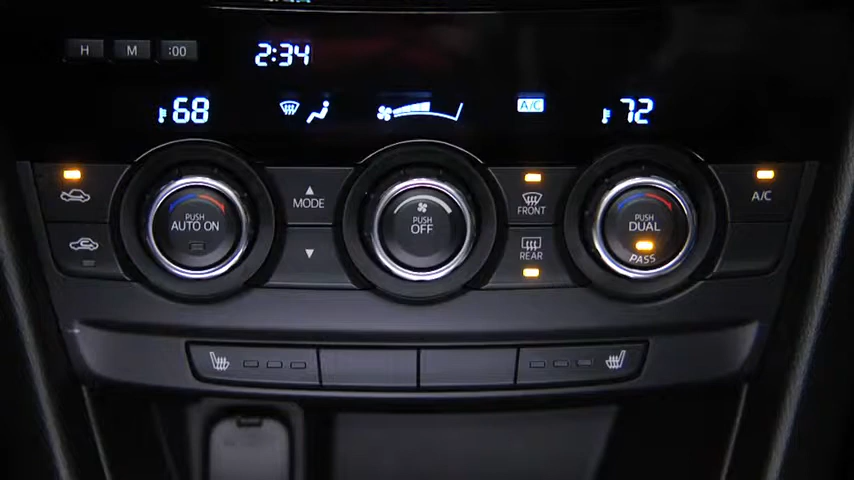 H M :00 2:34
68 A/C 72
PUSH
AUTO ON
MODE
PUSH
OFF
FRONT
REAR
PUSH
DUAL
PASS
A/C